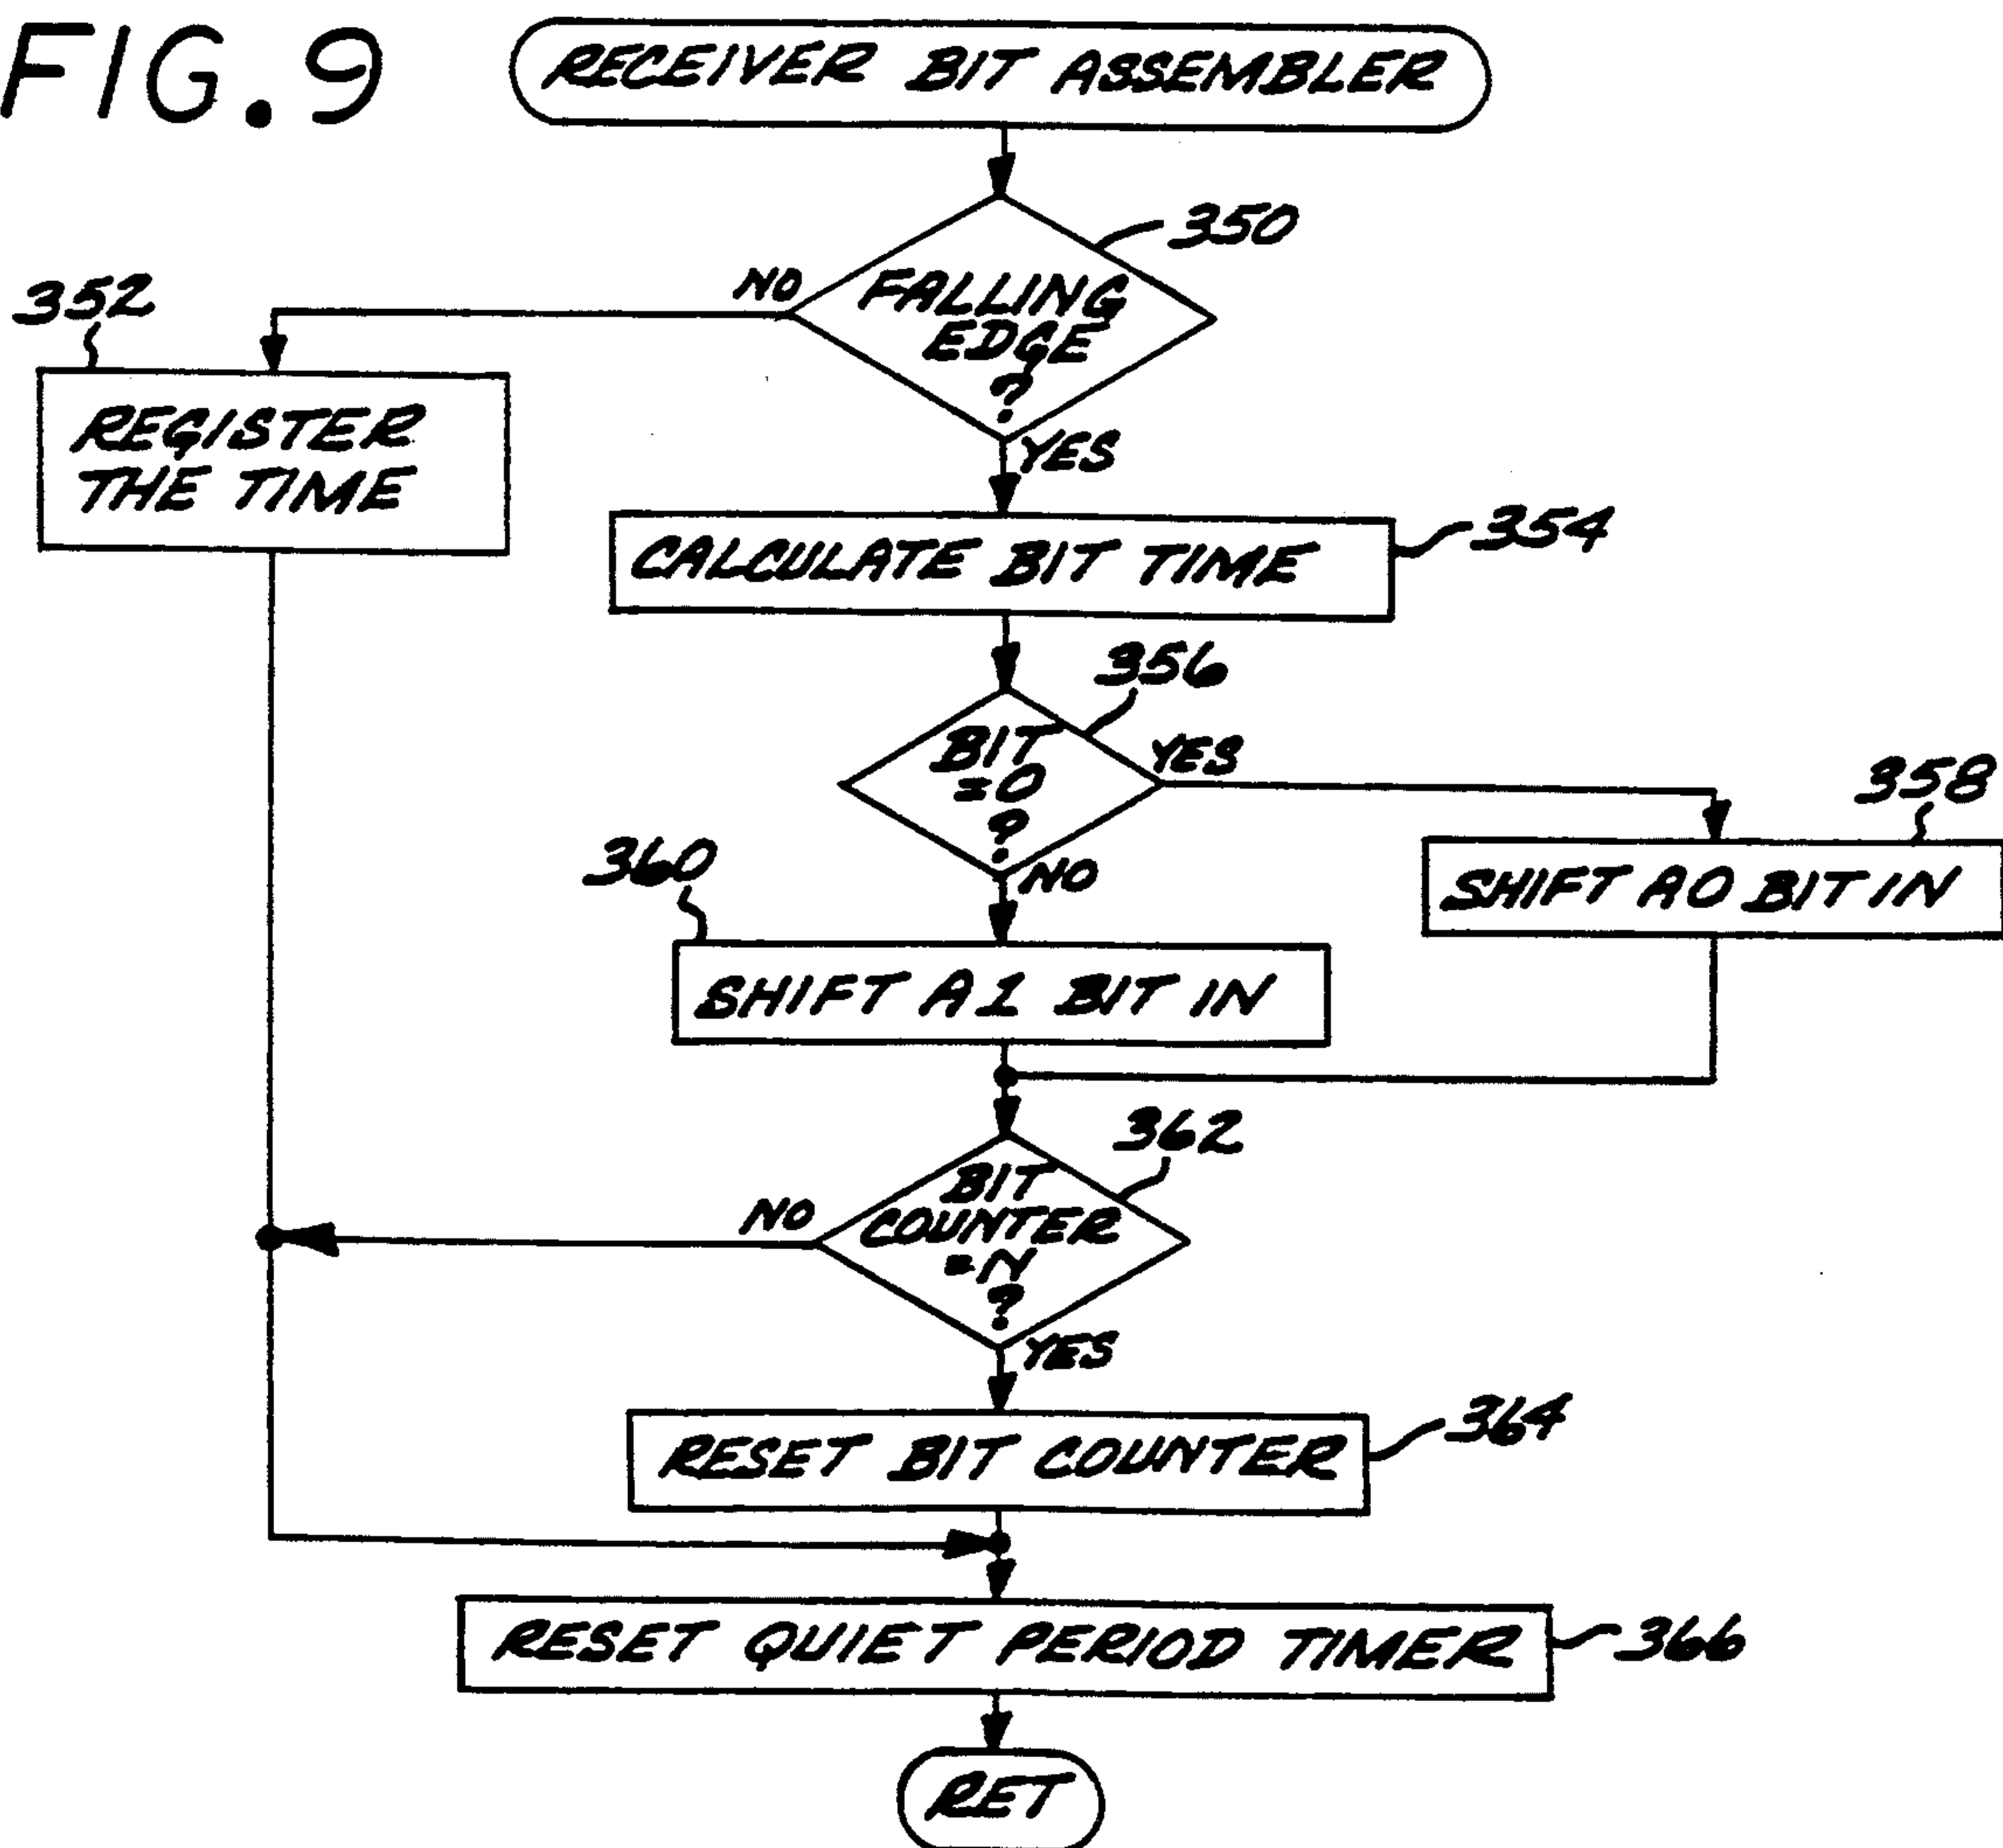 FIG. 9
RECEIVER BIT ASSEMBLER
350
FALLING
EDGE
?
NO
YES
352
REGISTER
THE TIME
354
CALCULATE BIT TIME
356
BIT
=0
?
YES
NO
358
SHIFT A 0 BIT IN
360
SHIFT A 1 BIT IN
362
BIT
COUNTER
=N
?
NO
YES
364
RESET BIT COUNTER
RESET QUIET PERIOD TIMER
366
RET